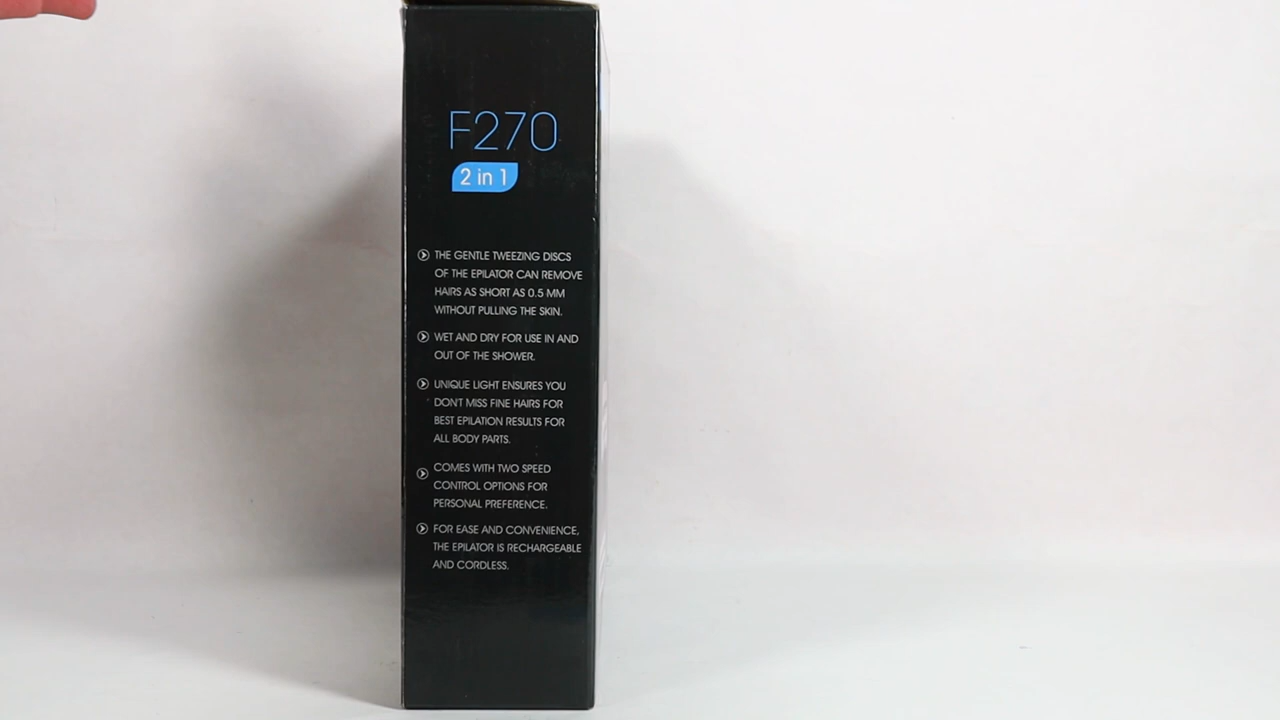 F270
2 in 1
THE GENTLE TWEEZING DISCS
OF THE EPILATOR CAN REMOVE
HAIRS AS SHORT AS 0.5 MM
WITHOUT PULLING THE SKIN.
WET AND DRY FOR USE IN AND
OUT OF THE SHOWER.
UNIQUE LIGHT ENSURES YOU
DON'T MISS FINE HAIRS FOR
BEST EPILATION RESULTS FOR
ALL BODY PARTS.
COMES WITH TWO SPEED
CONTROL OPTIONS FOR
PERSONAL PREFERENCE.
FOR EASE AND CONVENIENCE,
THE EPILATOR IS RECHARGEABLE
AND CORDLESS.